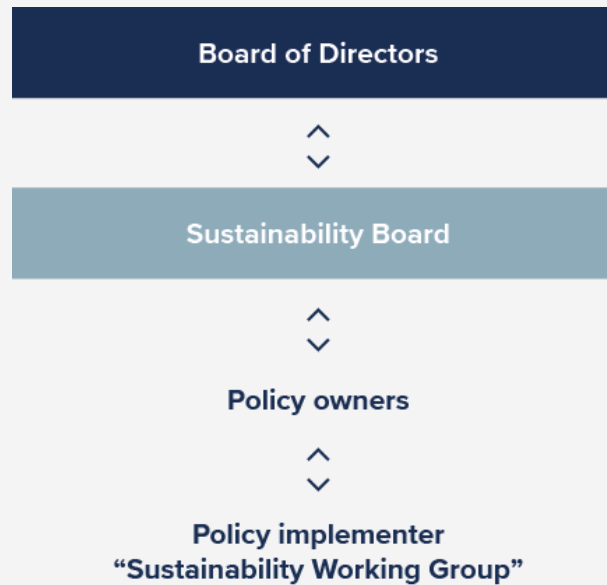 Board of Directors
Sustainability Board
Policy owners
Policy implementer
“Sustainability Working Group”